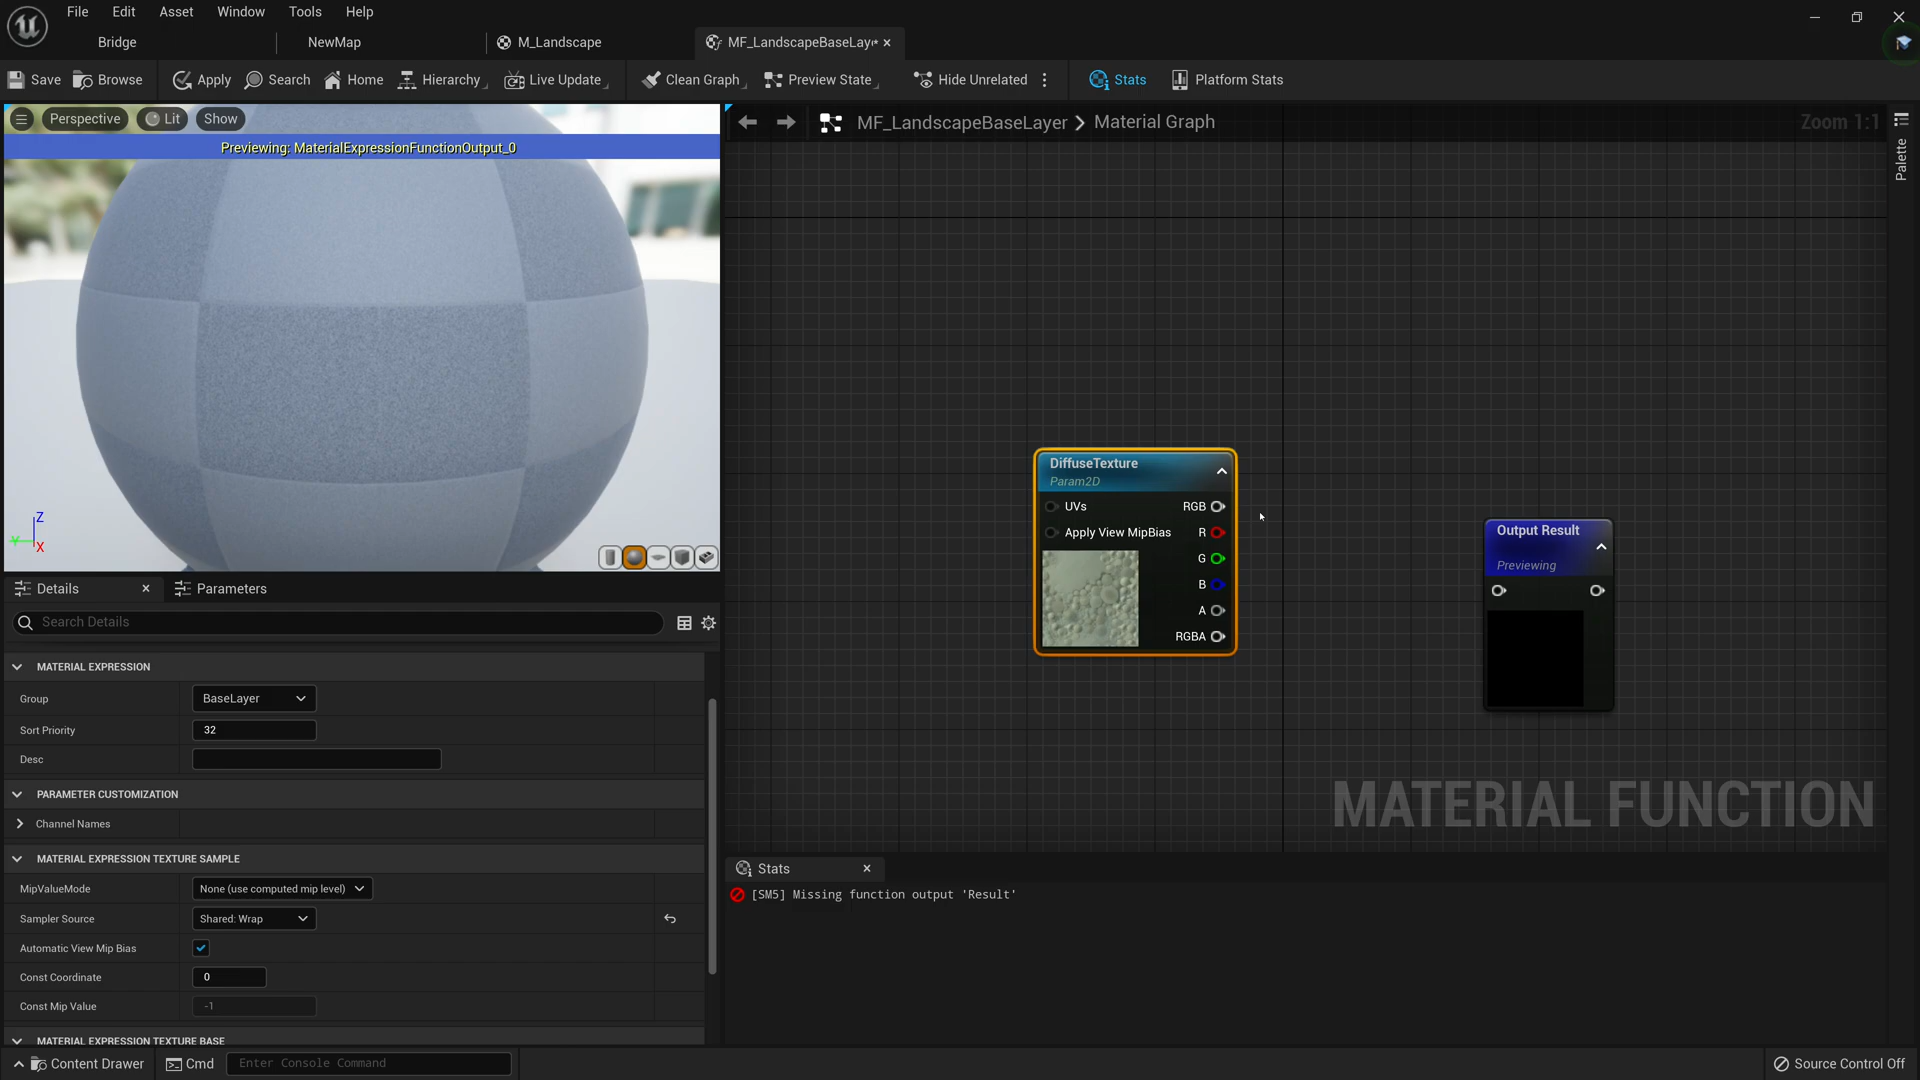 File Edit Asset Window Tools Help
Bridge NewMap M_Landscape MF_LandscapeBaseLay•
Save Browse Apply Search Home Hierarchy Live Update Clean Graph Preview State Hide Unrelated Stats Platform Stats
Perspective Lit Show
Previewing: MaterialExpressionFunctionOutput_0
Z
Y
X
MF_LandscapeBaseLayer > Material Graph
Zoom 1:1
Palette
DiffuseTexture
Param2D
UVs RGB
Apply View MipBias R
G
B
A
RGBA
Output Result
Previewing
MATERIAL FUNCTION
Details Parameters
Search Details
MATERIAL EXPRESSION
Group BaseLayer
Sort Priority 32
Desc
PARAMETER CUSTOMIZATION
Channel Names
MATERIAL EXPRESSION TEXTURE SAMPLE
MipValueMode None (use computed mip level)
Sampler Source Shared: Wrap
Automatic View Mip Bias
Const Coordinate 0
Const Mip Value -1
MATERIAL EXPRESSION TEXTURE BASE
Stats
[SM5] Missing function output 'Result'
Content Drawer Cmd Enter Console Command Source Control Off